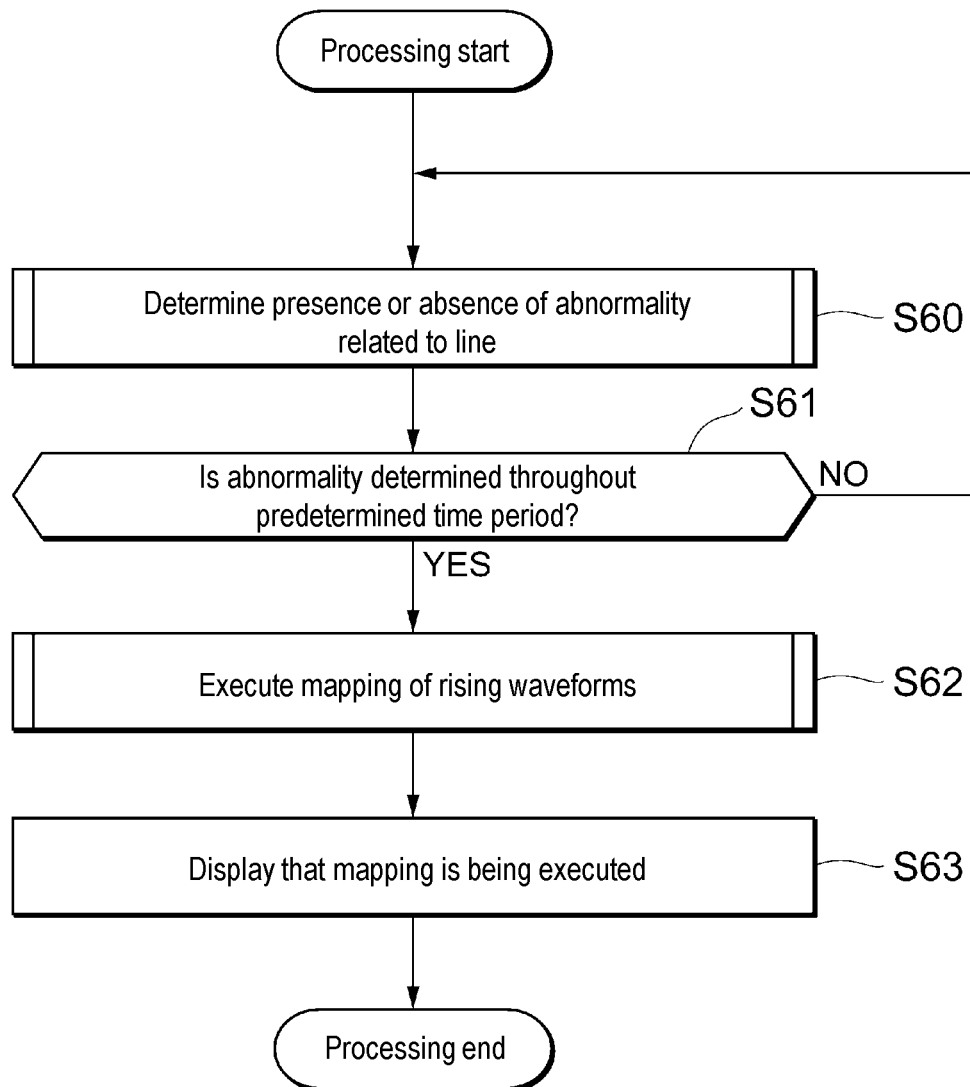 Processing start
Determine presence or absence of abnormality
related to line
S60
S61
Is abnormality determined throughout
predetermined time period?
NO
YES
Execute mapping of rising waveforms
S62
Display that mapping is being executed
S63
Processing end